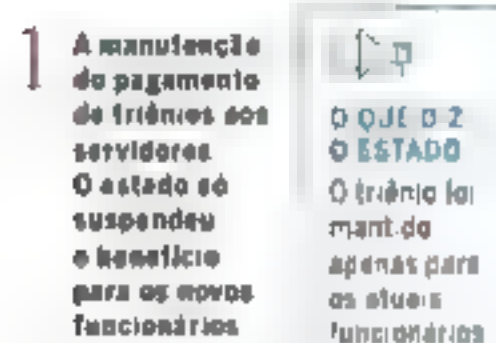 1
A manutenção
do pagamento
de triênios aos
servidores
O estado só
suspendeu
o benefício
para os novos
funcionários
O QUE
O ESTADO
O triênio foi
mantido
apenas para
os atuais
funcionários